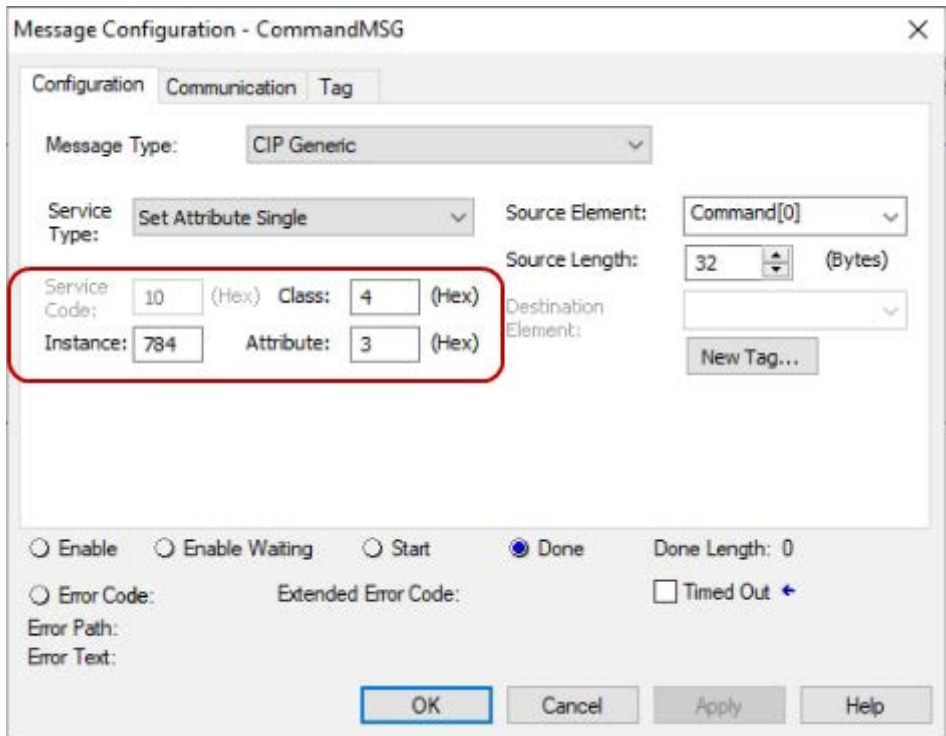 Message Configuration - CommandMSG
Configuration Communication Tag
Message Type: CIP Generic
Service Type: Set Attribute Single
Source Element: Command[0]
Source Length: 32 (Bytes)
Service Code: 10 (Hex) Class: 4 (Hex)
Destination Element:
Instance: 784 Attribute: 3 (Hex)
New Tag...
Enable Enable Waiting Start Done Done Length: 0
Error Code: Extended Error Code: Timed Out
Error Path:
Error Text:
OK Cancel Apply Help